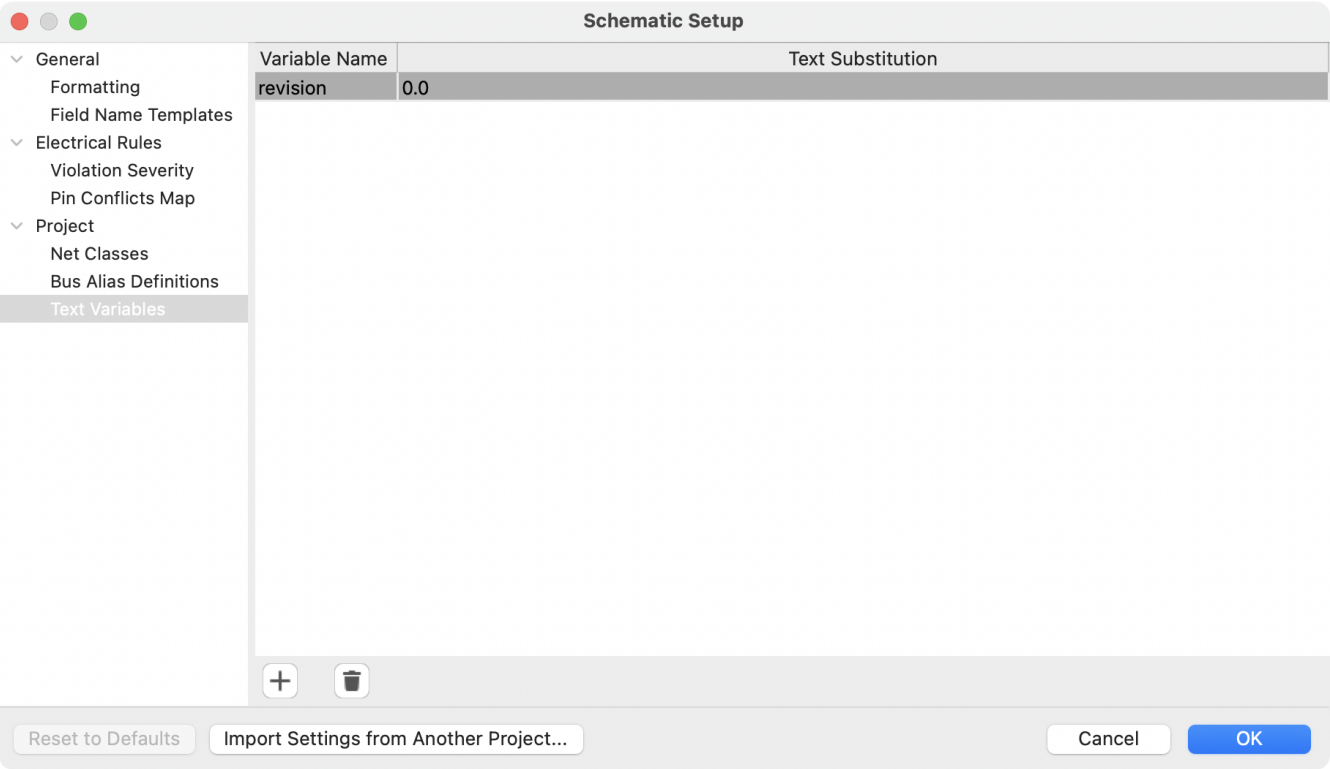 Schematic Setup
General
Formatting
Field Name Templates
Electrical Rules
Violation Severity
Pin Conflicts Map
Project
Net Classes
Bus Alias Definitions
Text Variables
Variable Name Text Substitution
revision 0.0
Reset to Defaults Import Settings from Another Project... Cancel OK